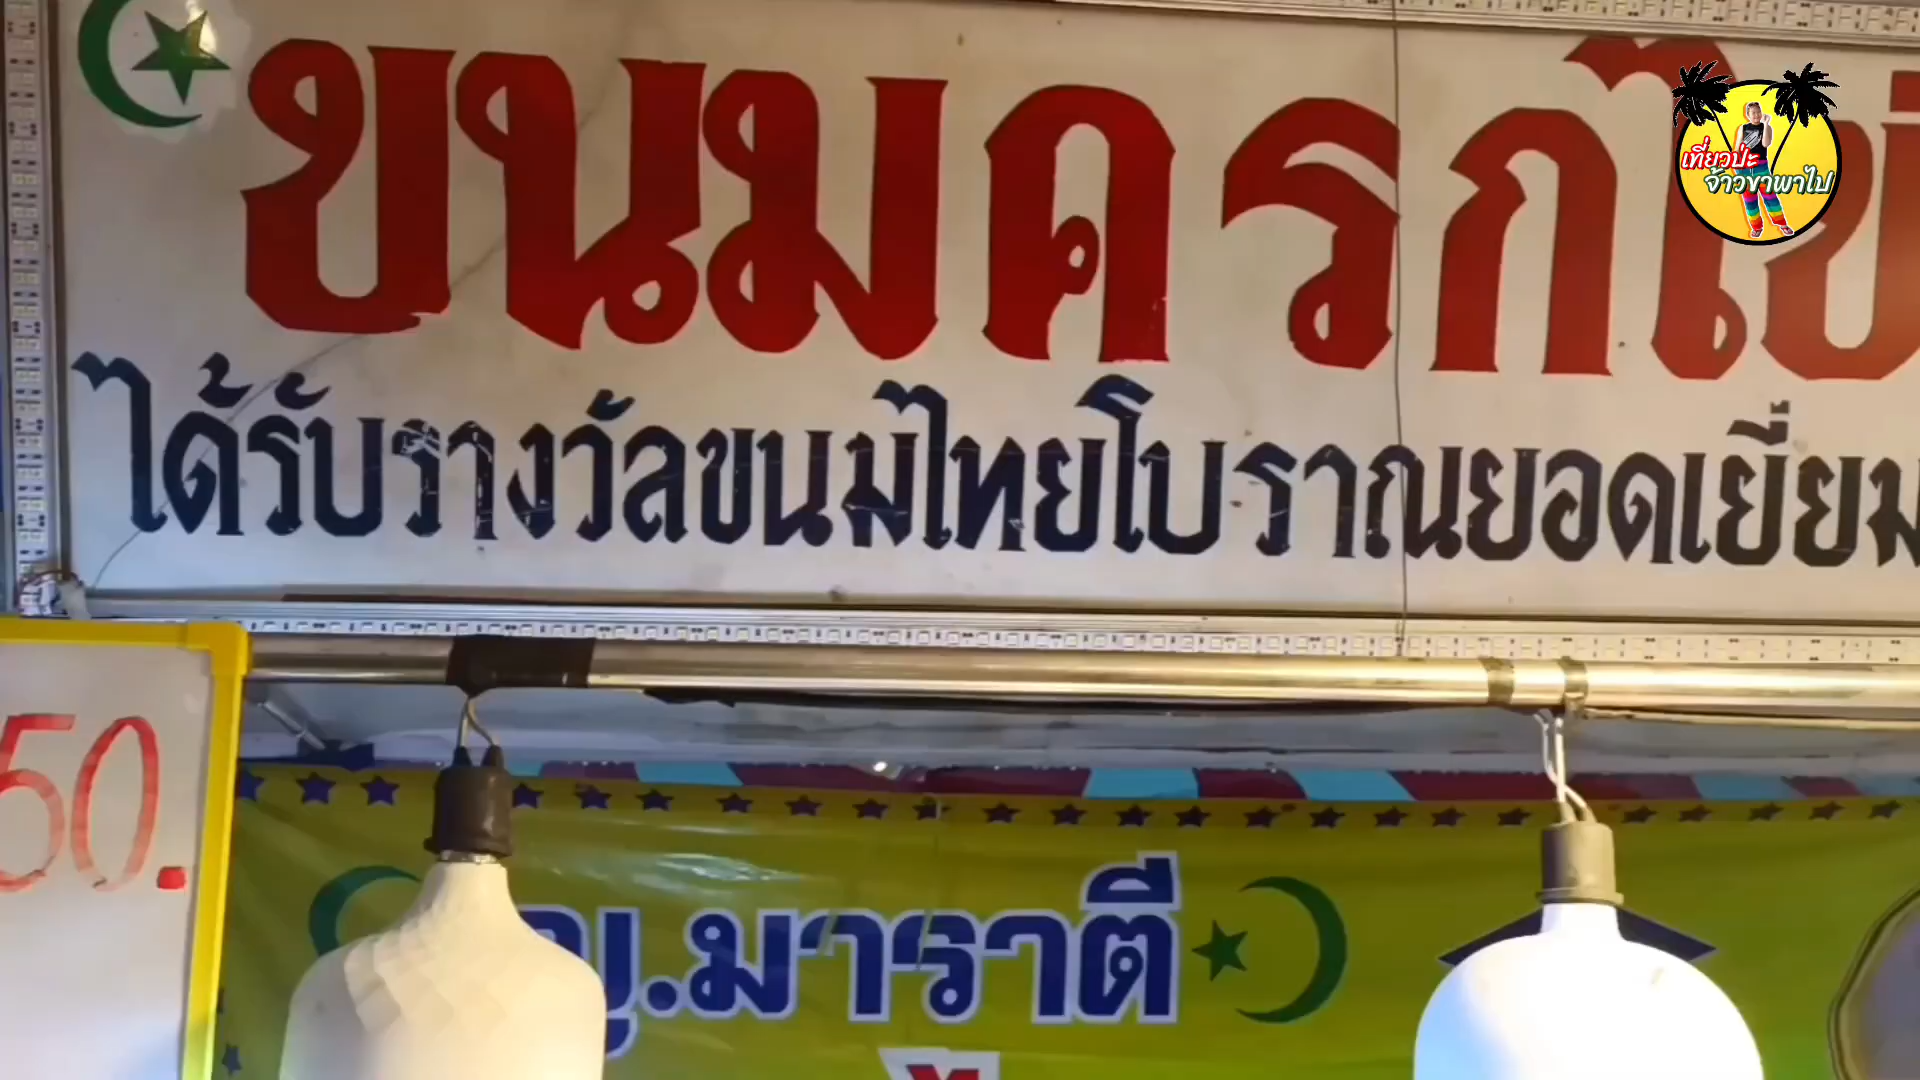 ขนมครกไข่
ได้รับรางวัลขนมไทยโบราณยอดเยี่ยม
เที่ยวปะ
จ้าวขาพาไป
50.
ญ.มาราตี